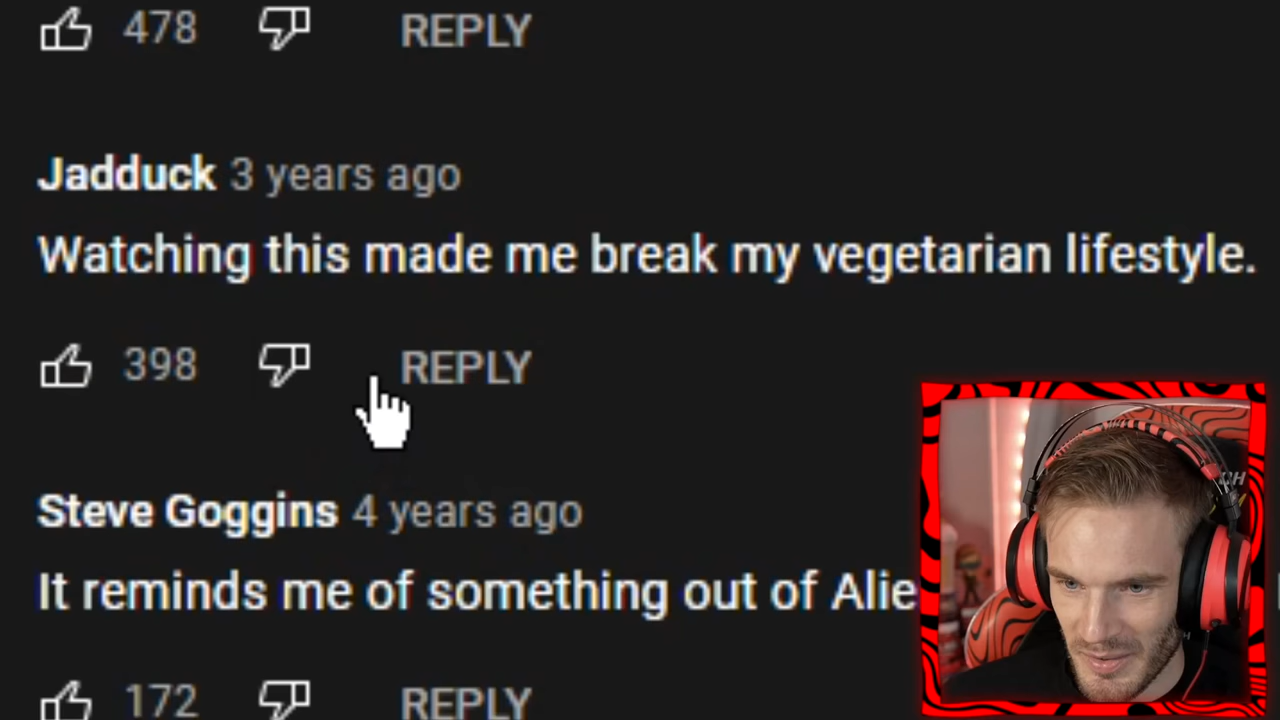 478 REPLY
Jadduck 3 years ago
Watching this made me break my vegetarian lifestyle.
398 REPLY
Steve Goggins 4 years ago
It reminds me of something out of Alie
172 REPLY